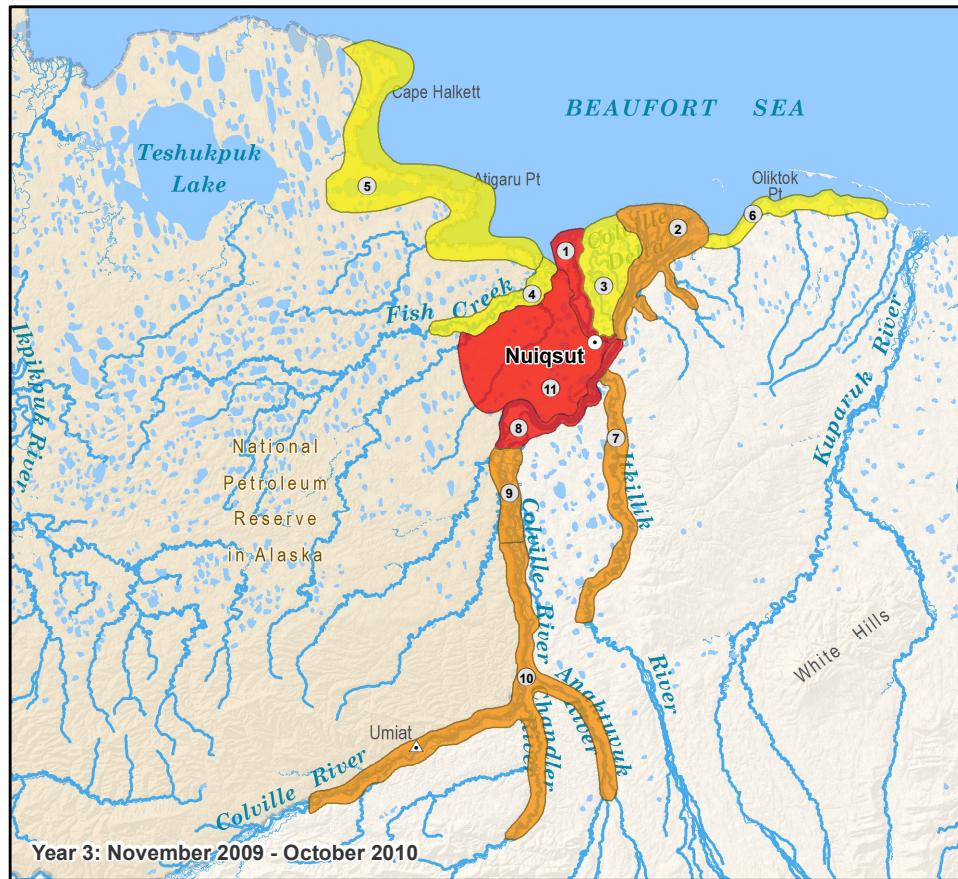 Cape Halkett
BEAUFORT SEA
Teshukpuk
Lake
5
Atigaru Pt
Oliktok
Pt
6
Colville
Delta
2
1
3
4
Fish Creek
Nuiqsut
11
8
7
Itkillik
River
Kuparuk River
Ikpikpuk River
National
Petroleum
Reserve
in Alaska
9
Colville River
White Hills
10
Anaktuvuk
River
Chandler
River
Umiat
Colville River
Year 3: November 2009 - October 2010